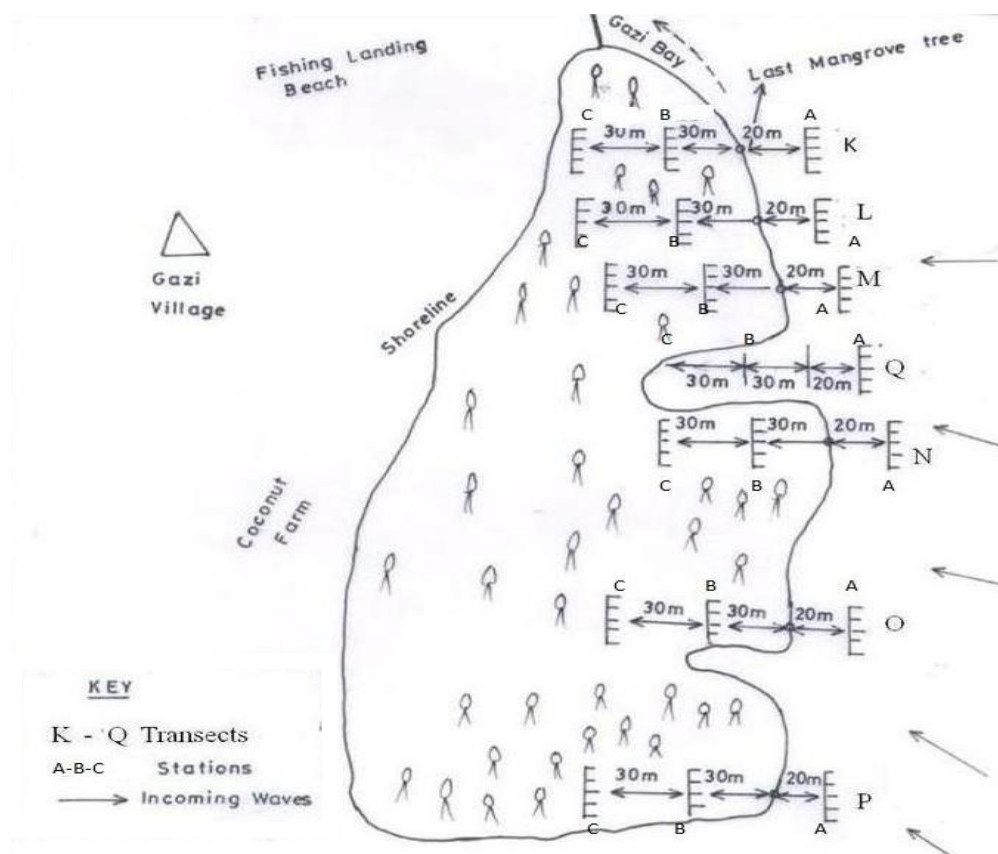 Fishing Landing
Beach
Gazi Bay
Last Mangrove tree
C B A
30m 30m 20m K
30m 30m 20m L
C B A
30m 30m 20m M
C B A
Gazi
Village
Shoreline
C B A
30m 30m 20m Q
30m 30m 20m
N
C B A
Coconut
Farm
C B A
30m 30m 20m O
KEY
K - Q Transects
A-B-C Stations
Incoming Waves
30m 30m 20m P
C B A